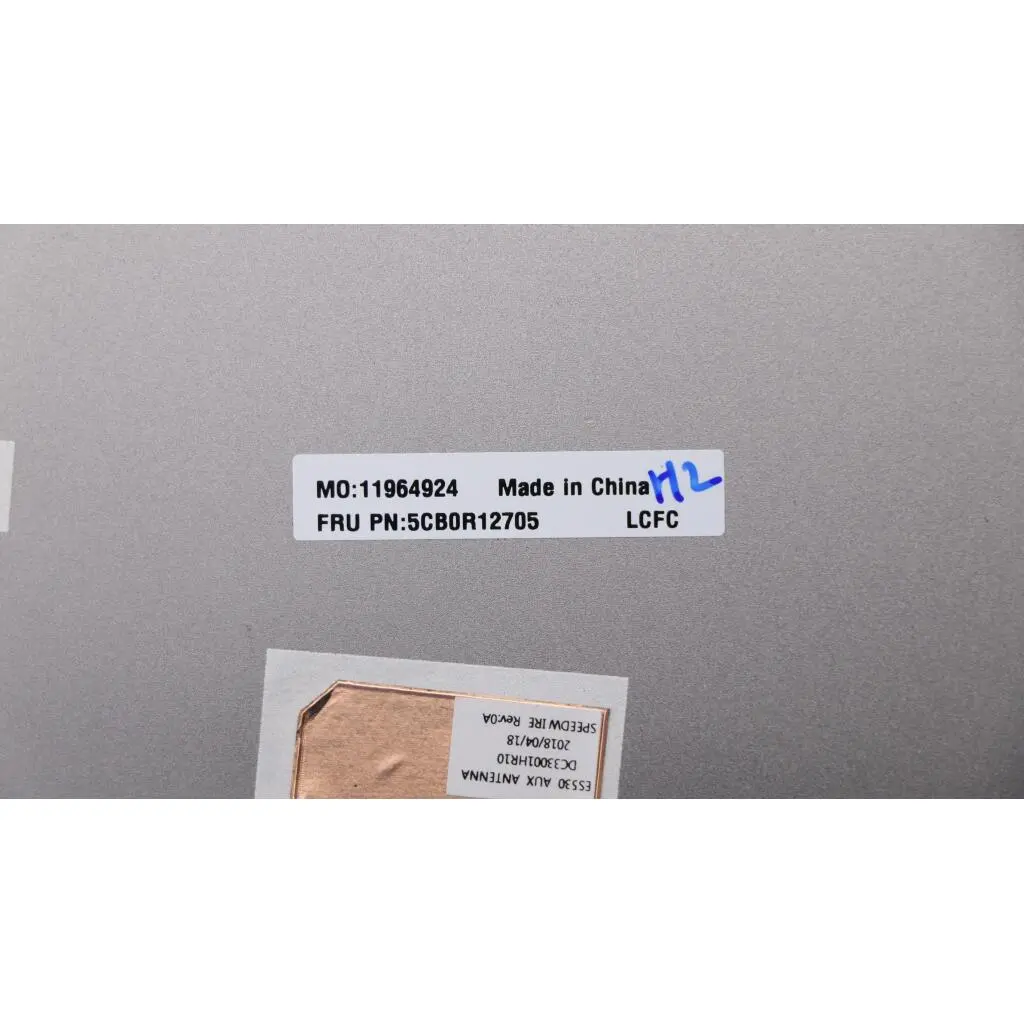 MO:11964924 Made in China H2
FRU PN:5CB0R12705 LCFC
ES530 AUX ANTENNA
DC33001HR10
2018/04/18
SPEEDWIRE Rev:0A